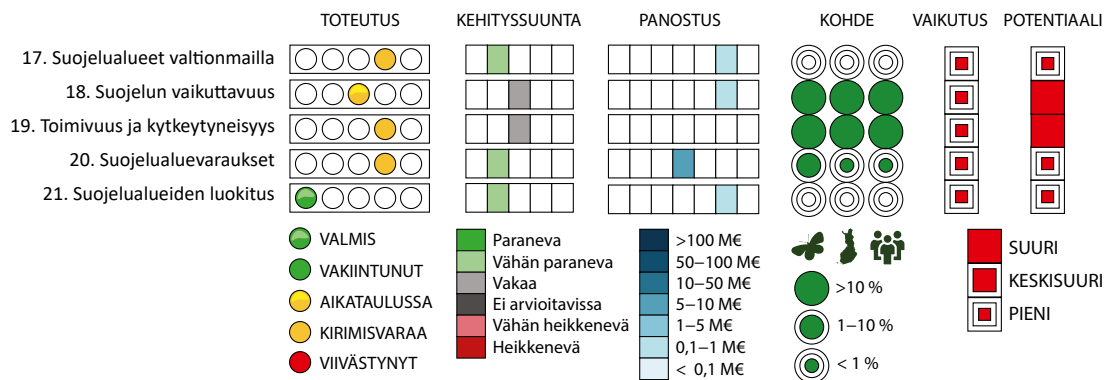 TOTEUTUS KEHITYSSUUNTA PANOSTUS KOHDE VAIKUTUS POTENTIAALI
17. Suojelualueet valtionmailla
18. Suojelun vaikuttavuus
19. Toimivuus ja kytkeytyneisyys
20. Suojelualuevaraukset
21. Suojelualueiden luokitus
VALMIS
VAKIINTUNUT
AIKATAULUSSA
KIRIMISVARAA
VIIVÄSTYNYT
Paraneva
Vähän paraneva
Vakaa
Ei arvioitavissa
Vähän heikkenevä
Heikkenevä
>100 M€
50–100 M€
10–50 M€
5–10 M€
1–5 M€
0,1–1 M€
< 0,1 M€
>10 %
1–10 %
< 1 %
SUURI
KESKISUURI
PIENI